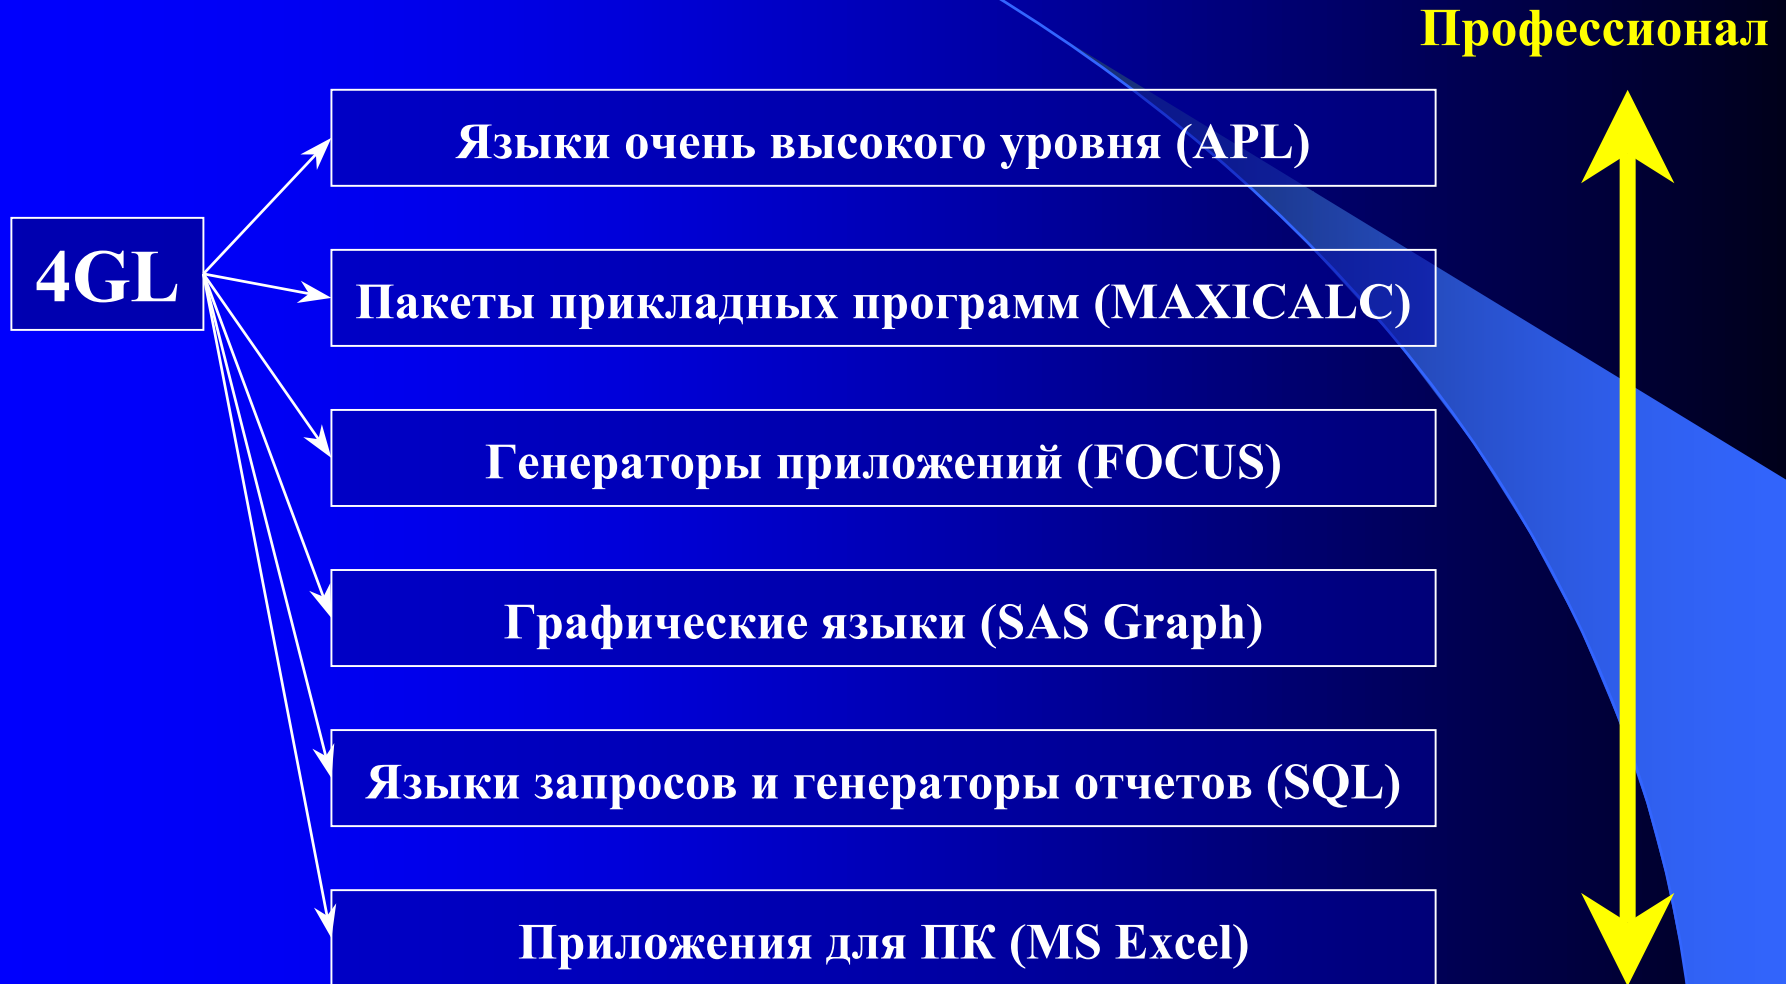 Профессионал
Языки очень высокого уровня (APL)
4GL
Пакеты прикладных программ (MAXICALC)
Генераторы приложений (FOCUS)
Графические языки (SAS Graph)
Языки запросов и генераторы отчетов (SQL)
Приложения для ПК (MS Excel)